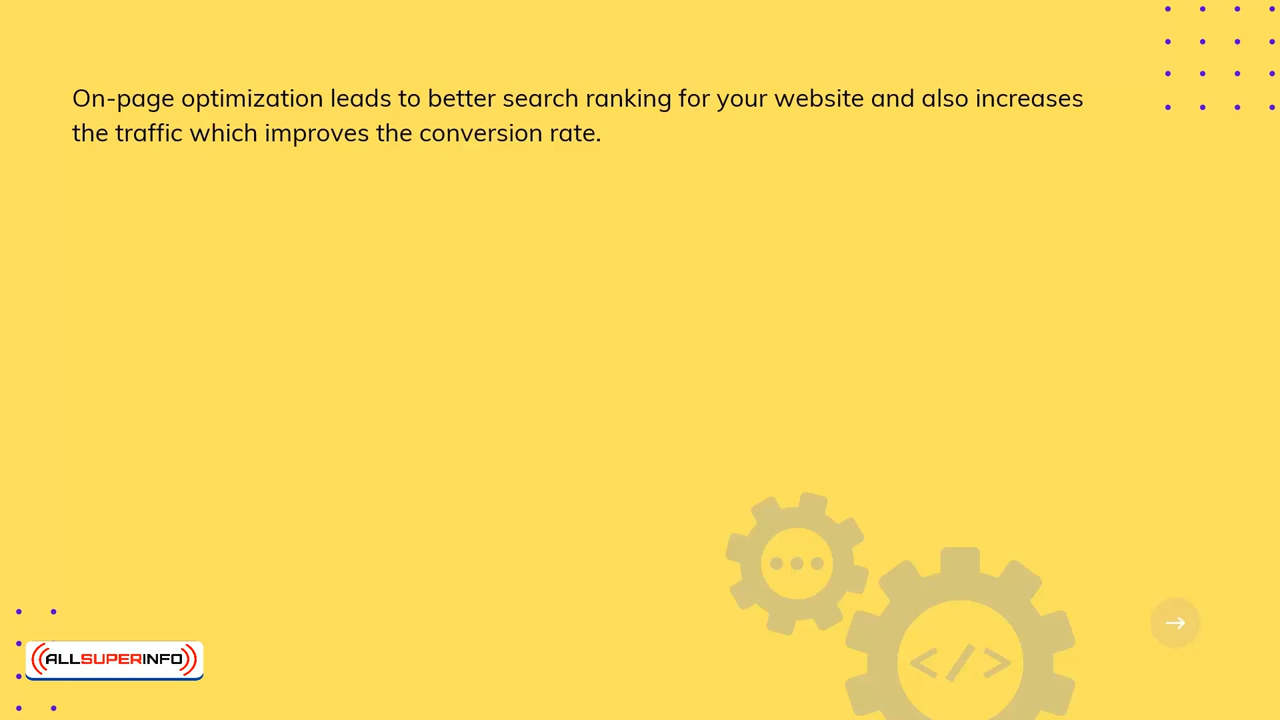 On-page optimization leads to better search ranking for your website and also increases
the traffic which improves the conversion rate.
</>
ALLSUPERINFO